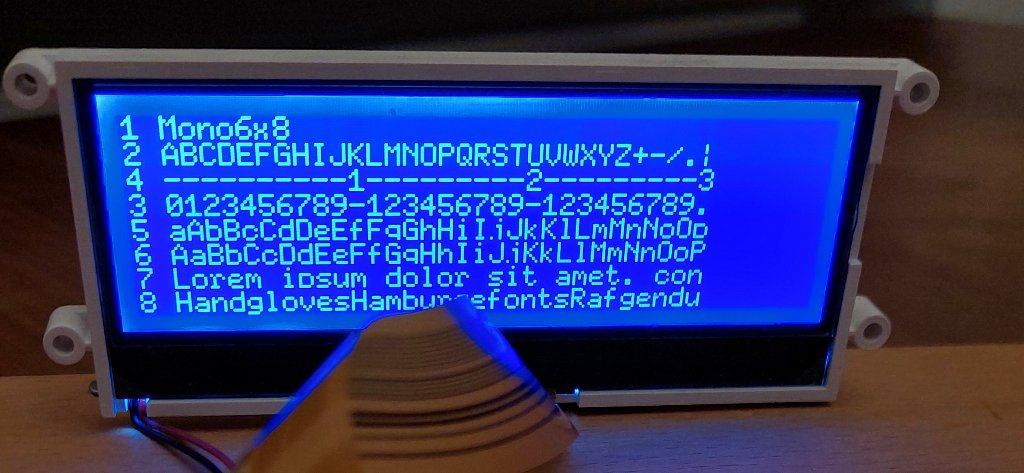 1 Mono6x8
2 ABCDEFGHIJKLMNOPQRSTUVWXYZ+-/.¦
4 ----------1---------2---------3
3 0123456789-123456789-123456789.
5 aAbBcCdDeEfFgGhHiIjJkKlLmMnNoOp
6 AaBbCcDdEeFfGgHhIiJjKkLlMmNnOoP
7 Lorem ipsum dolor sit amet. con
8 HandglovesHamburgefontsRafgendu